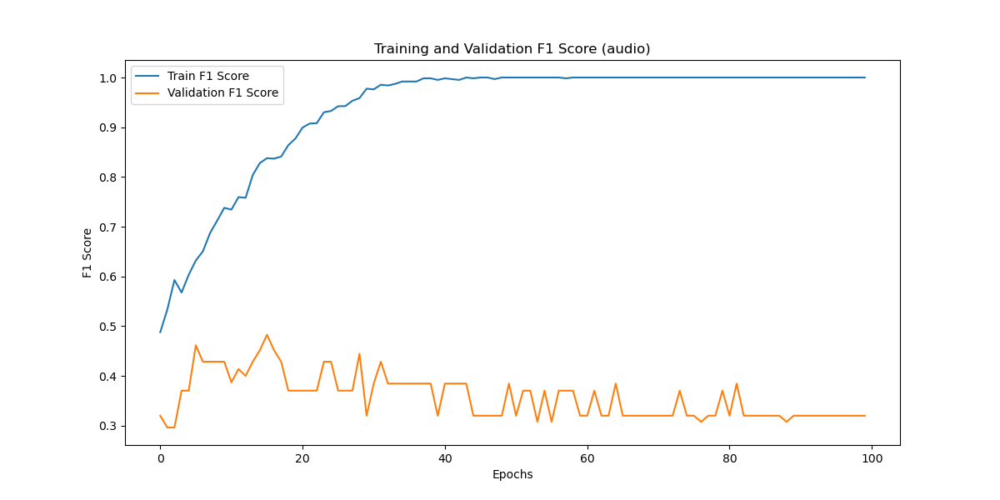 Training and Validation F1 Score (audio)
Train F1 Score
Validation F1 Score
1.0
0.9
0.8
0.7
0.6
0.5
0.4
0.3
F1 Score
0 20 40 60 80 100
Epochs